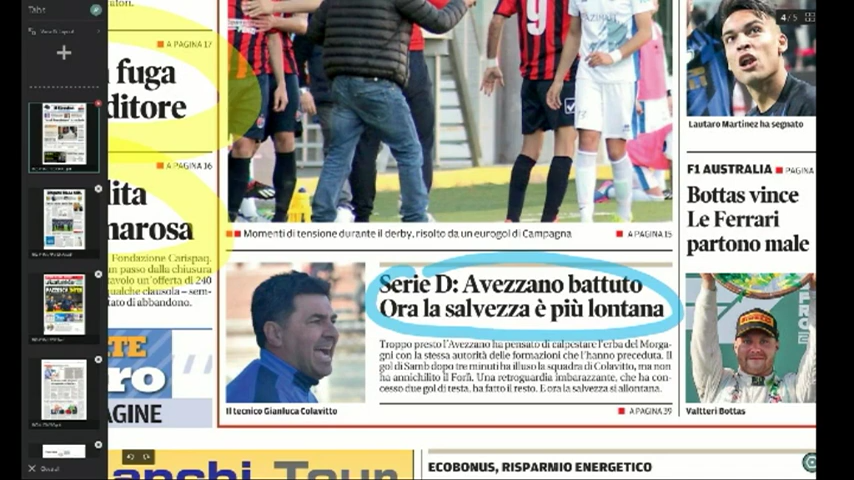 Tabs
4 / 5
A PAGINA 17
fuga
ditore
A PAGINA 16
lita
marosa
Fondazione Carispaq,
un passo dalla chiusura
un'offerta di 240
qualche clausola – sem-
tato di abbandono.
AGINE
Momenti di tensione durante il derby, risolto da un eurogol di Campagna
A PAGINA 15
Serie D: Avezzano battuto
Ora la salvezza è più lontana
Troppo presto l'Avezzano ha pensato di calpestare l'erba del Morga-
gni con la stessa autorità delle formazioni che l'hanno preceduta. Il
gol di Samb dopo tre minuti ha illuso la squadra di Colavitto, ma non
ha annichilito il Forlì. Una retroguardia imbarazzante, che ha con-
cesso due gol di testa, ha fatto il resto. E ora la salvezza si allontana.
A PAGINA 39
Il tecnico Gianluca Colavitto
Lautaro Martinez ha segnato
F1 AUSTRALIA
PAGINA
Bottas vince
Le Ferrari
partono male
Valtteri Bottas
Tour
ECOBONUS, RISPARMIO ENERGETICO